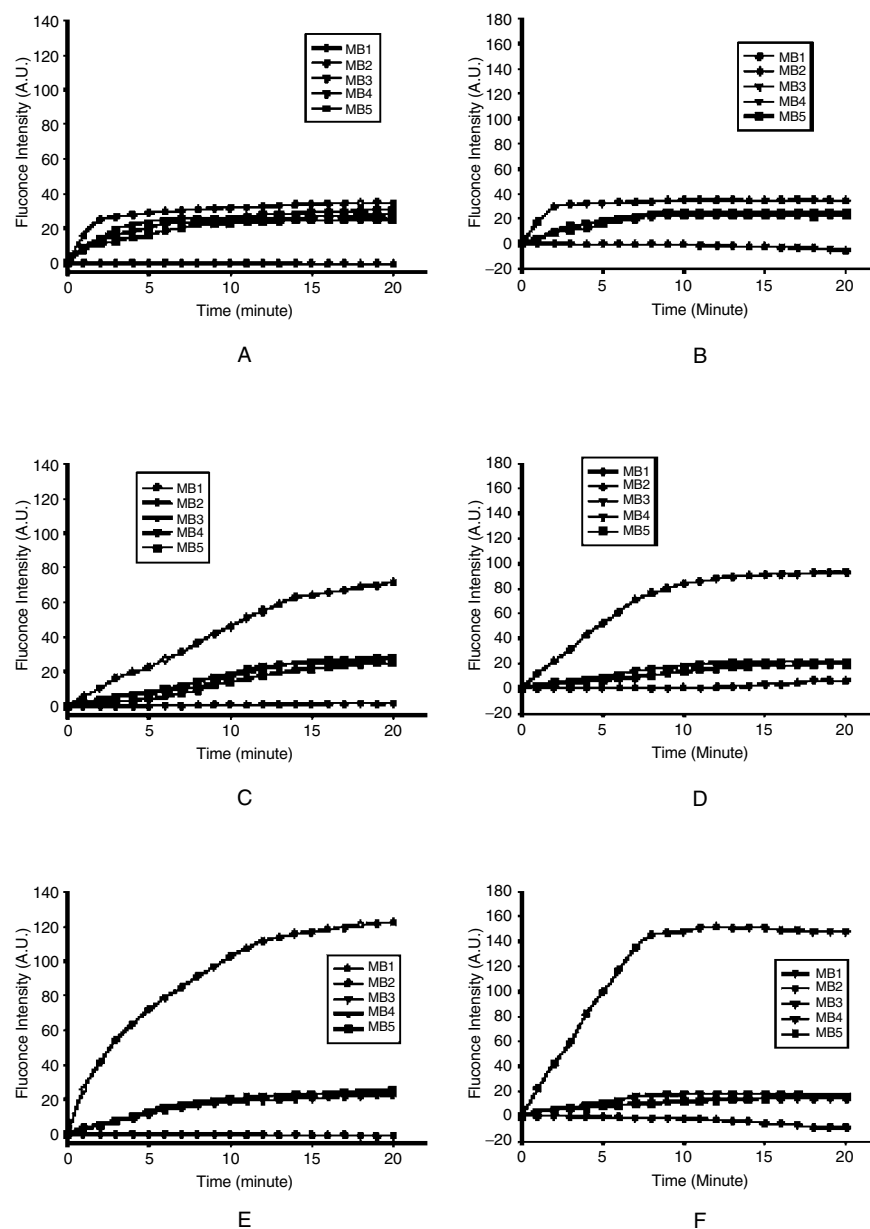 140
120
100
80
60
40
20
0
Fluconce Intensity (A.U.)
MB1
MB2
MB3
MB4
MB5
0 5 10 15 20
Time (minute)
A
180
160
140
120
100
80
60
40
20
0
–20
Fluconce Intensity (A.U.)
MB1
MB2
MB3
MB4
MB5
0 5 10 15 20
Time (Minute)
B
140
120
100
80
60
40
20
0
Fluconce Intensity (A.U.)
MB1
MB2
MB3
MB4
MB5
0 5 10 15 20
Time (minute)
C
180
160
140
120
100
80
60
40
20
0
–20
Fluconce Intensity (A.U.)
MB1
MB2
MB3
MB4
MB5
0 5 10 15 20
Time (Minute)
D
140
120
100
80
60
40
20
0
Fluconce Intensity (A.U.)
MB1
MB2
MB3
MB4
MB5
0 5 10 15 20
Time (minute)
E
180
160
140
120
100
80
60
40
20
0
–20
Fluconce Intensity (A.U.)
MB1
MB2
MB3
MB4
MB5
0 5 10 15 20
Time (Minute)
F